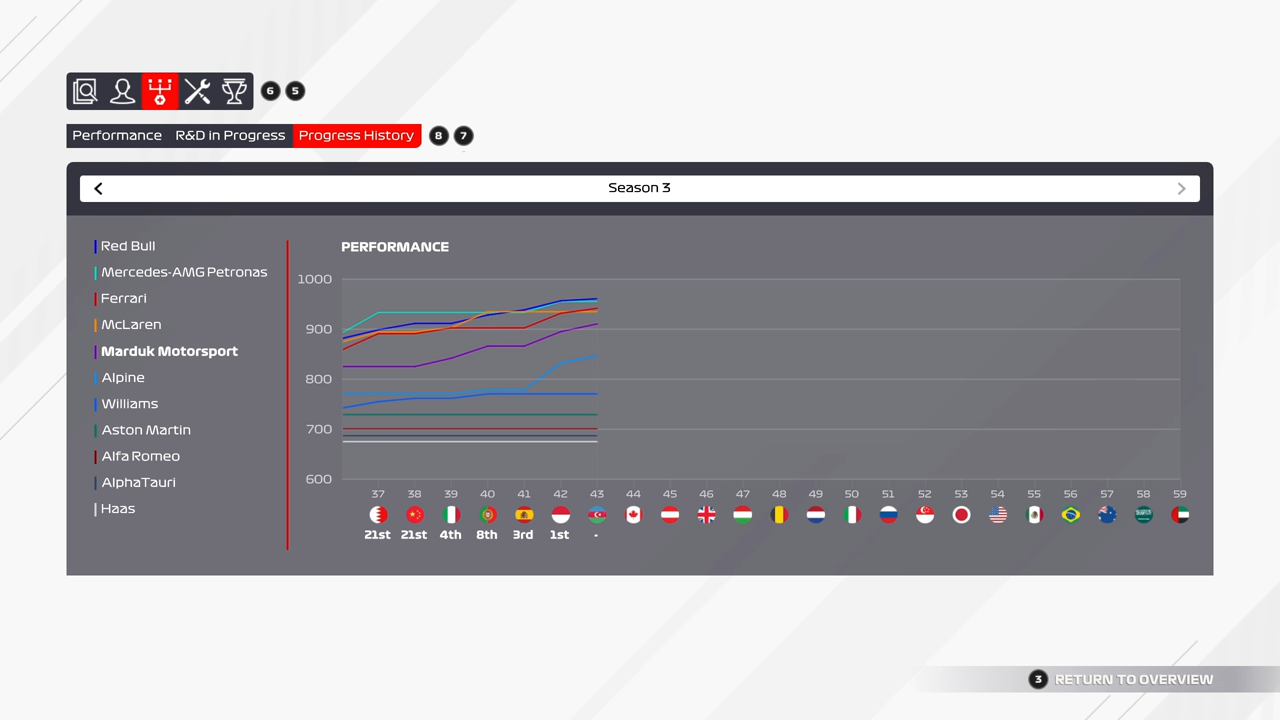 6 5
Performance R&D in Progress Progress History 8 7
Season 3
Red Bull
Mercedes-AMG Petronas
Ferrari
McLaren
Marduk Motorsport
Alpine
Williams
Aston Martin
Alfa Romeo
AlphaTauri
Haas
PERFORMANCE
1000
900
800
700
600
37 38 39 40 41 42 43 44 45 46 47 48 49 50 51 52 53 54 55 56 57 58 59
21st 21st 4th 8th 3rd 1st -
3 RETURN TO OVERVIEW